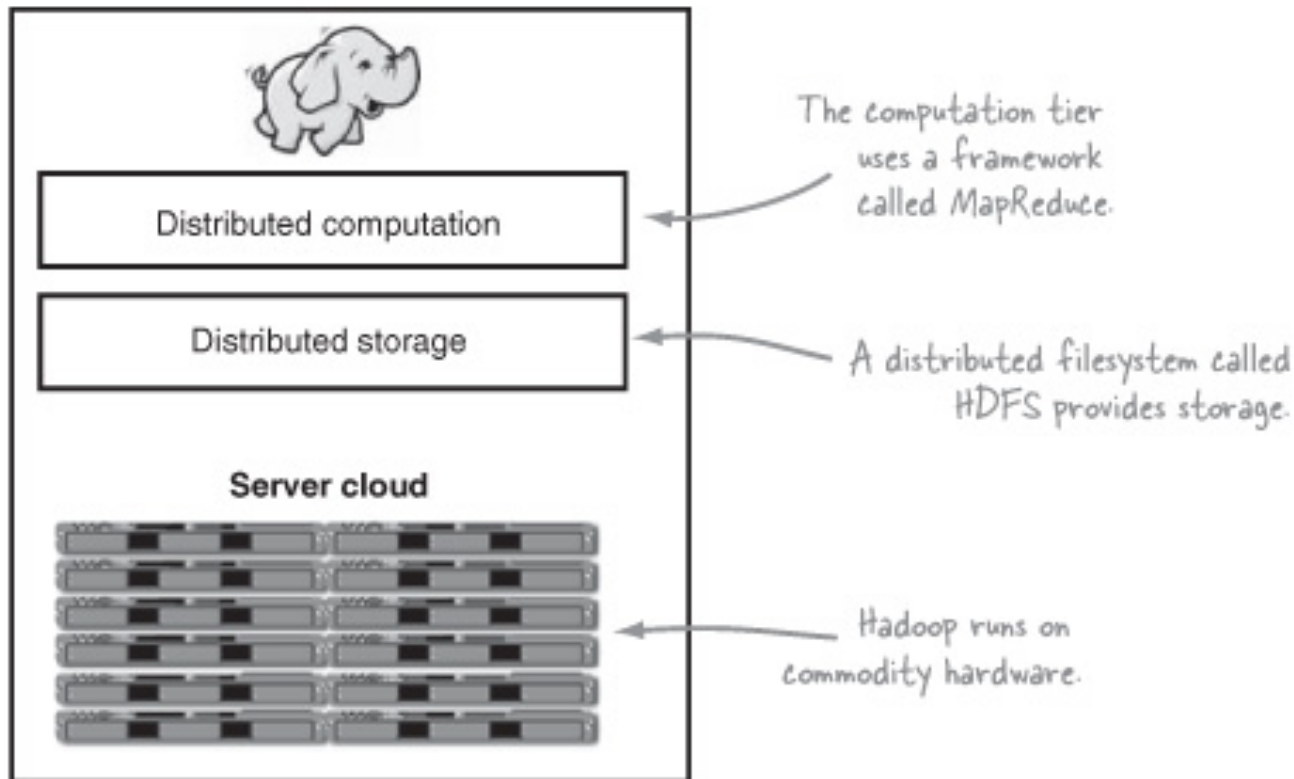 The computation tier
uses a framework
called MapReduce.
Distributed computation
Distributed storage
A distributed filesystem called
HDFS provides storage.
Server cloud
Hadoop runs on
commodity hardware.